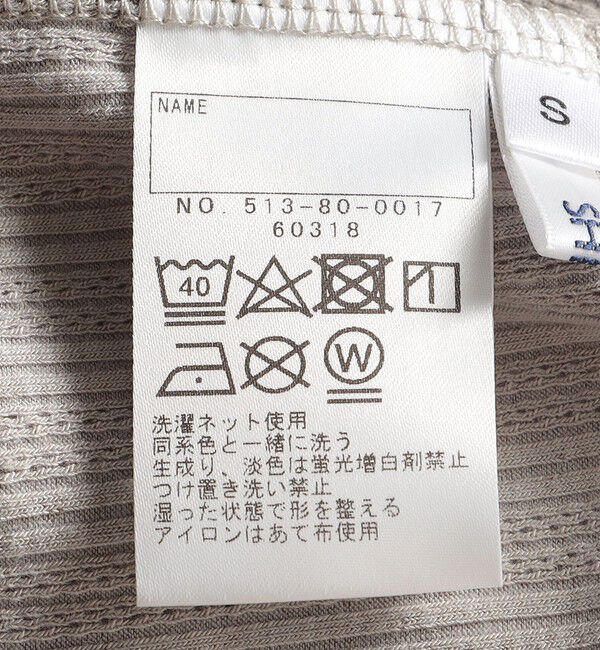 NAME
S
NO. 513-80-0017
60318
40
W
洗濯ネット使用
同系色と一緒に洗う
生成り、淡色は蛍光増白剤禁止
つけ置き洗い禁止
湿った状態で形を整える
アイロンはあて布使用